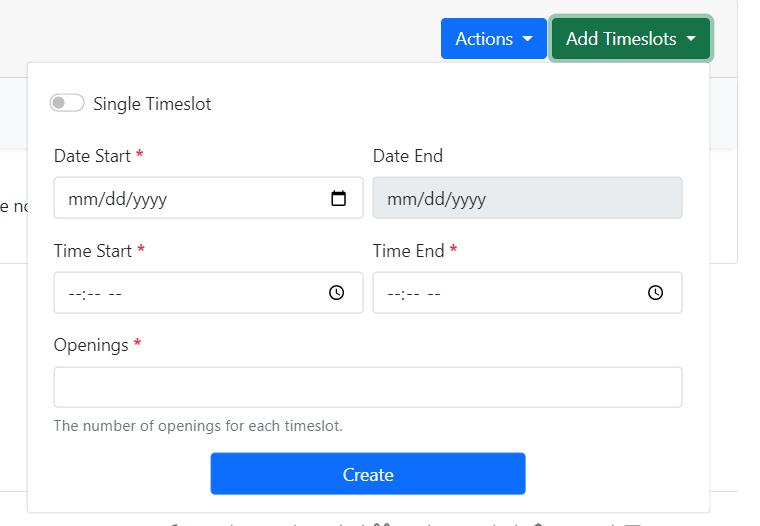 Actions Add Timeslots
Single Timeslot
Date Start * Date End
mm/dd/yyyy mm/dd/yyyy
Time Start * Time End *
--:-- -- --:-- --
Openings *
The number of openings for each timeslot.
Create